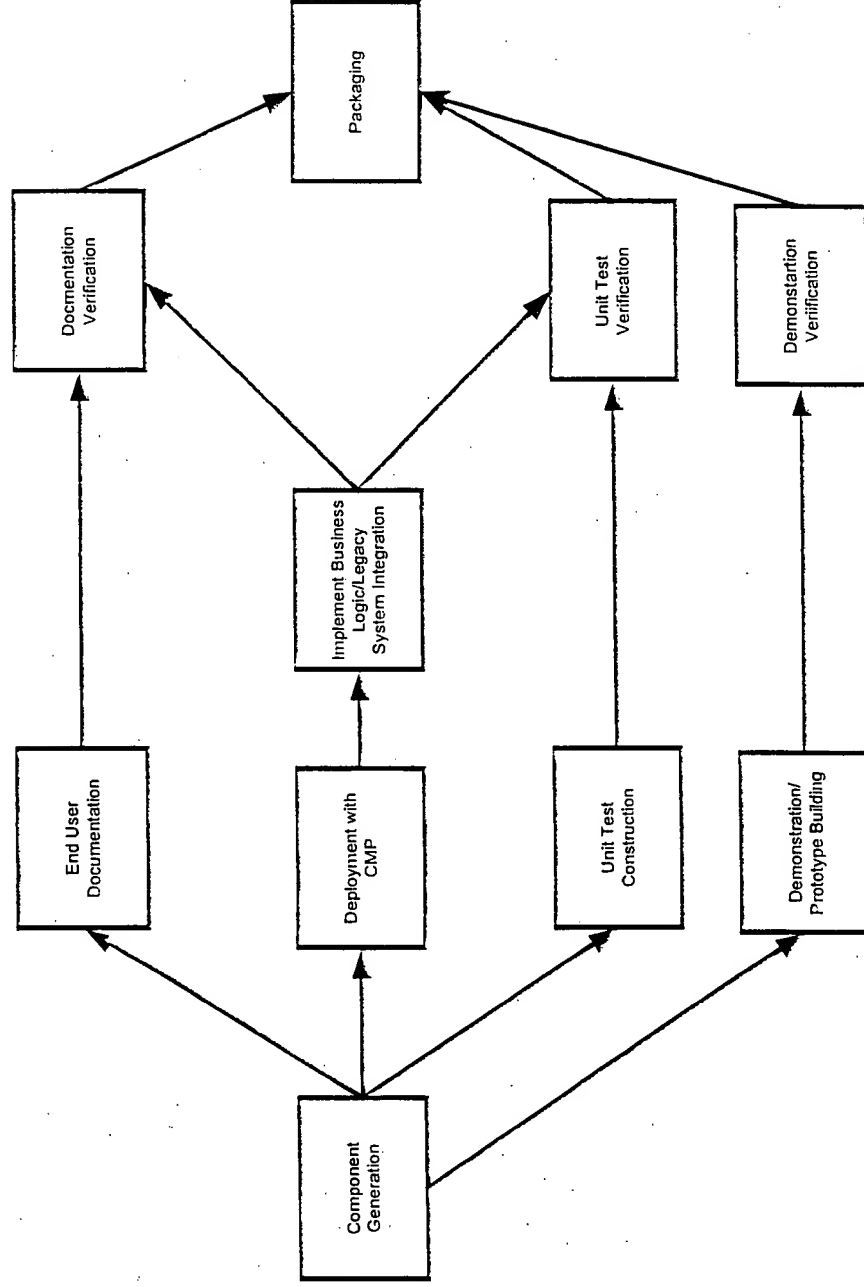 Component
Generation
End User
Documentation
Deployment with
CMP
Unit Test
Construction
Demonstration/
Prototype Building
Implement Business
Logic/Legacy
System Integration
Docmentation
Verification
Unit Test
Verification
Demonstartion
Veriification
Packaging